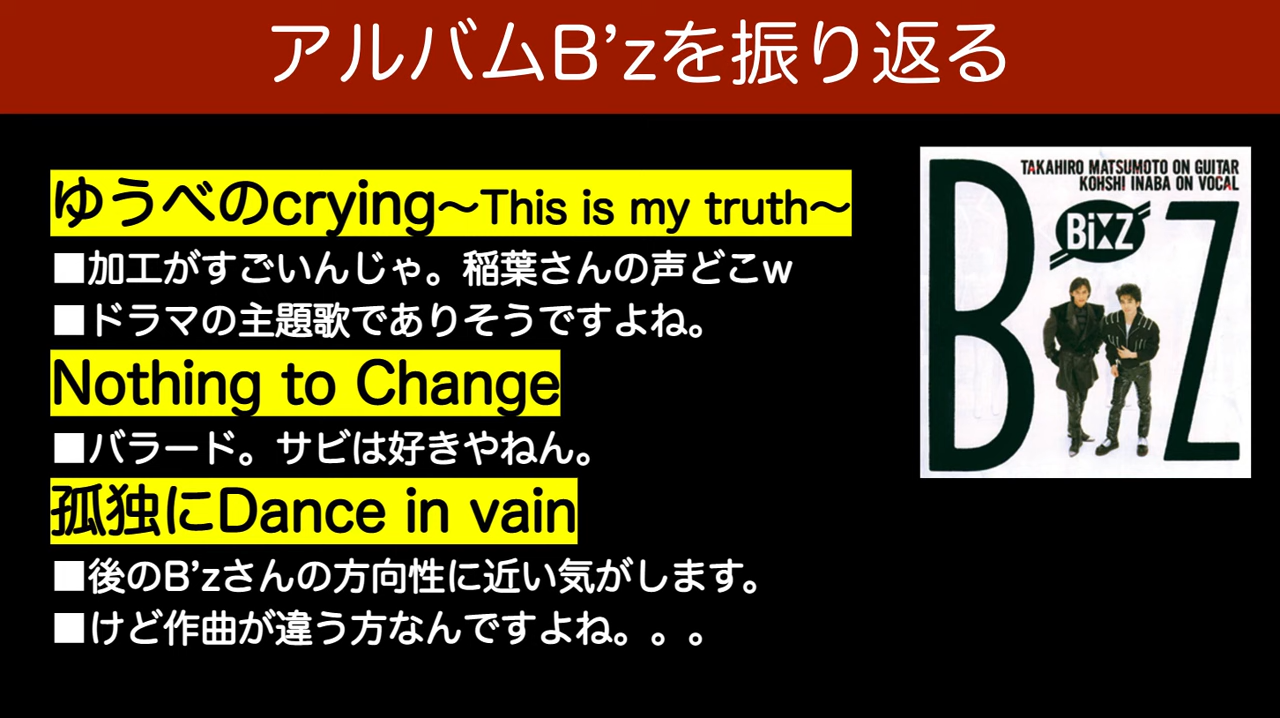 アルバムB’zを振り返る
ゆうべのcrying〜This is my truth〜
■加工がすごいんじゃ。稲葉さんの声どこw
■ドラマの主題歌でありそうですよね。
Nothing to Change
■バラード。サビは好きやねん。
孤独にDance in vain
■後のB’zさんの方向性に近い気がします。
■けど作曲が違う方なんですよね。。。
TAKAHIRO MATSUMOTO ON GUITAR
KOHSHI INABA ON VOCAL
B'Z
BiZ